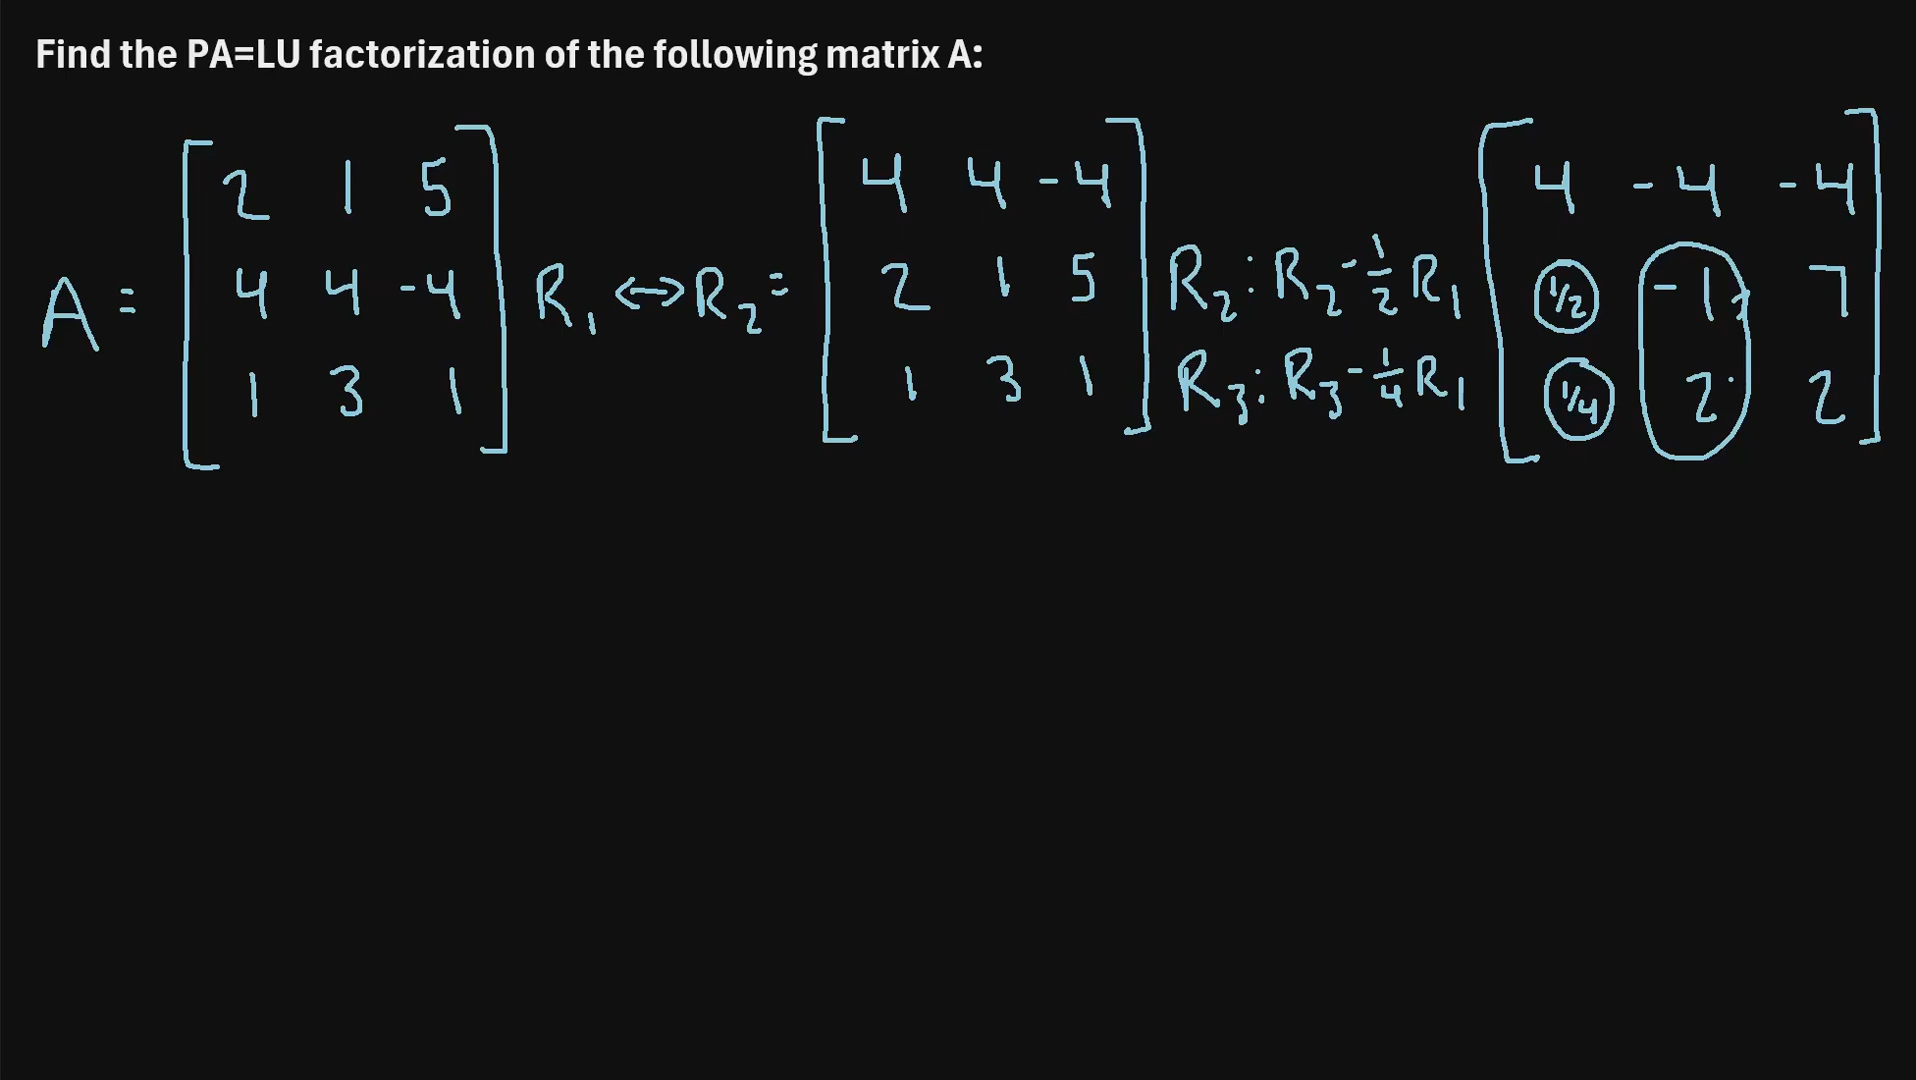 Find the PA=LU factorization of the following matrix A:
2 1 5 4 4 -4 4 -4 -4
A = 4 4 -4 R₁ ↔ R₂ = 2 1 5 R₂: R₂ - 1/2 R₁ 1/2 -1, 7
1 3 1 1 3 1 R₃: R₃ - 1/4 R₁ 1/4 2 2